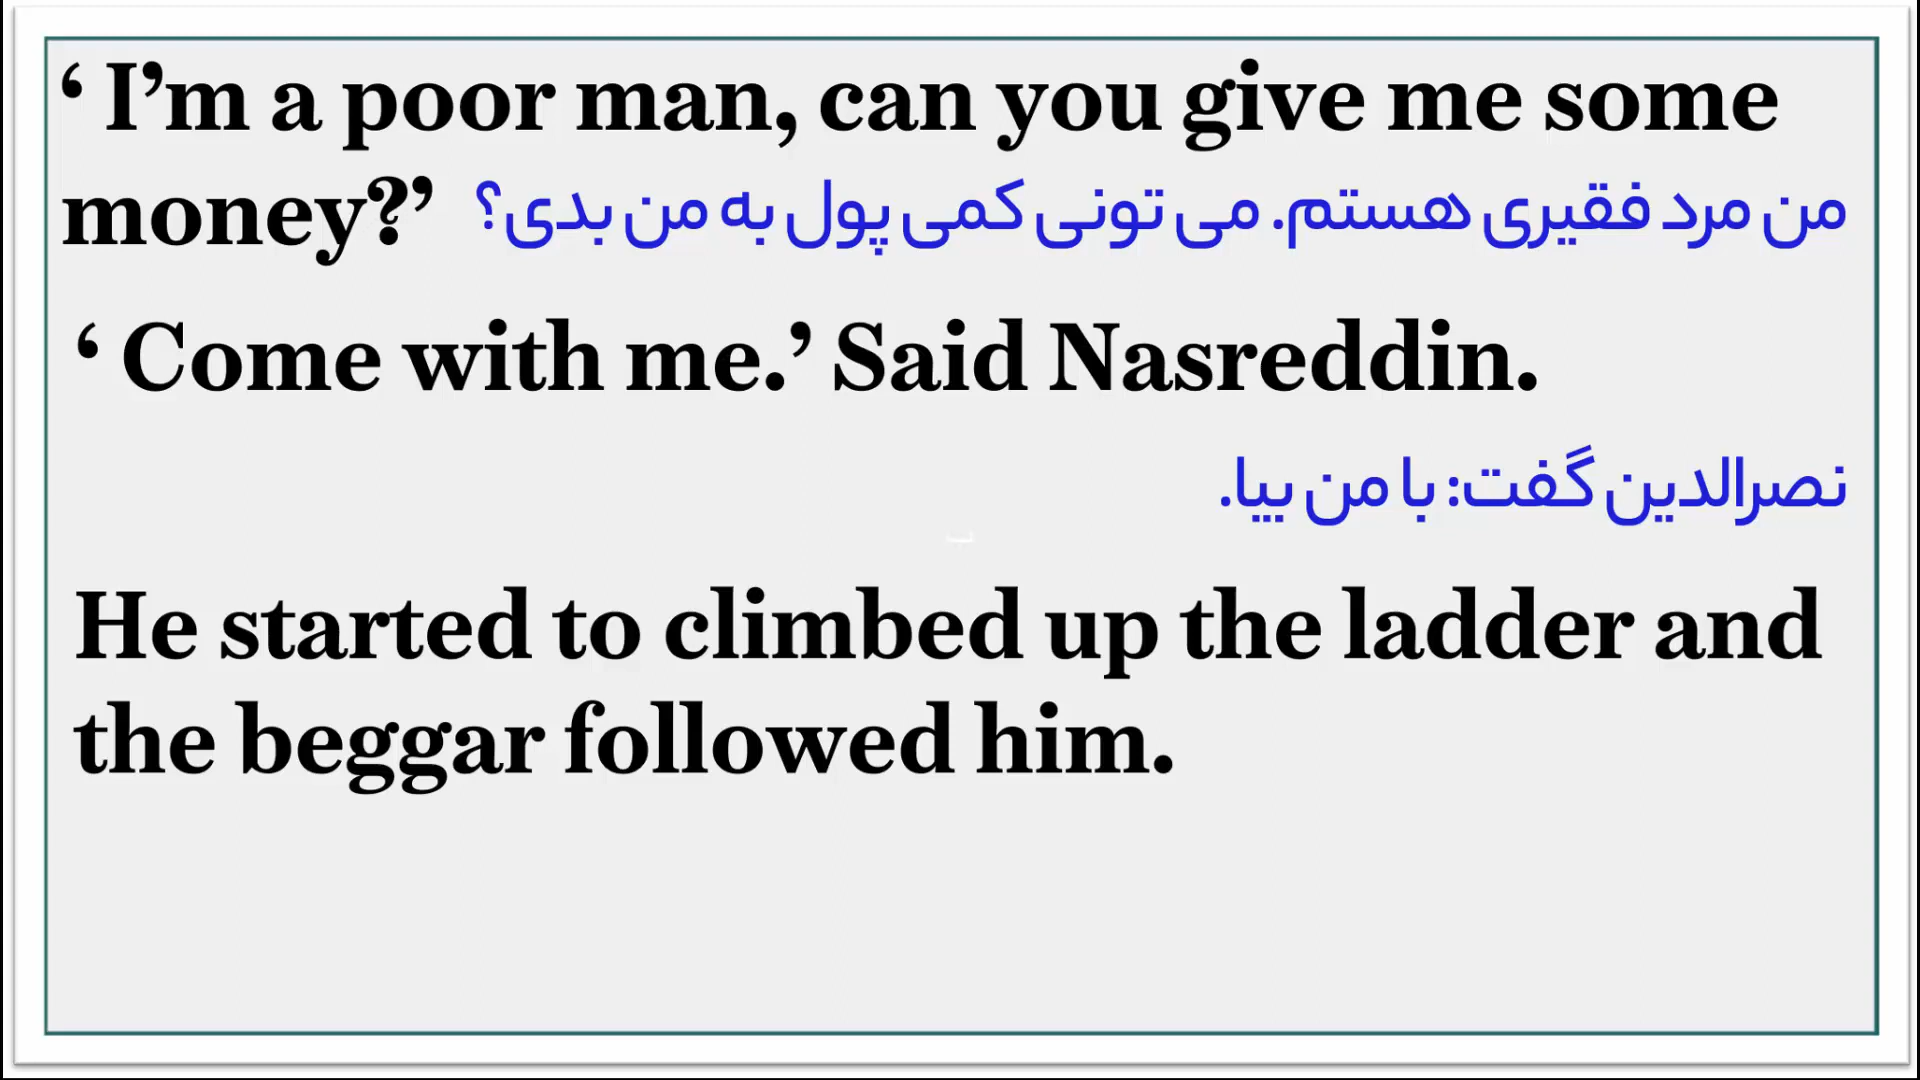 ‘ I’m a poor man, can you give me some
money?’ من مرد فقیری هستم. می تونی کمی پول به من بدی؟
‘ Come with me.’ Said Nasreddin.
نصرالدین گفت: با من بیا.
He started to climbed up the ladder and
the beggar followed him.